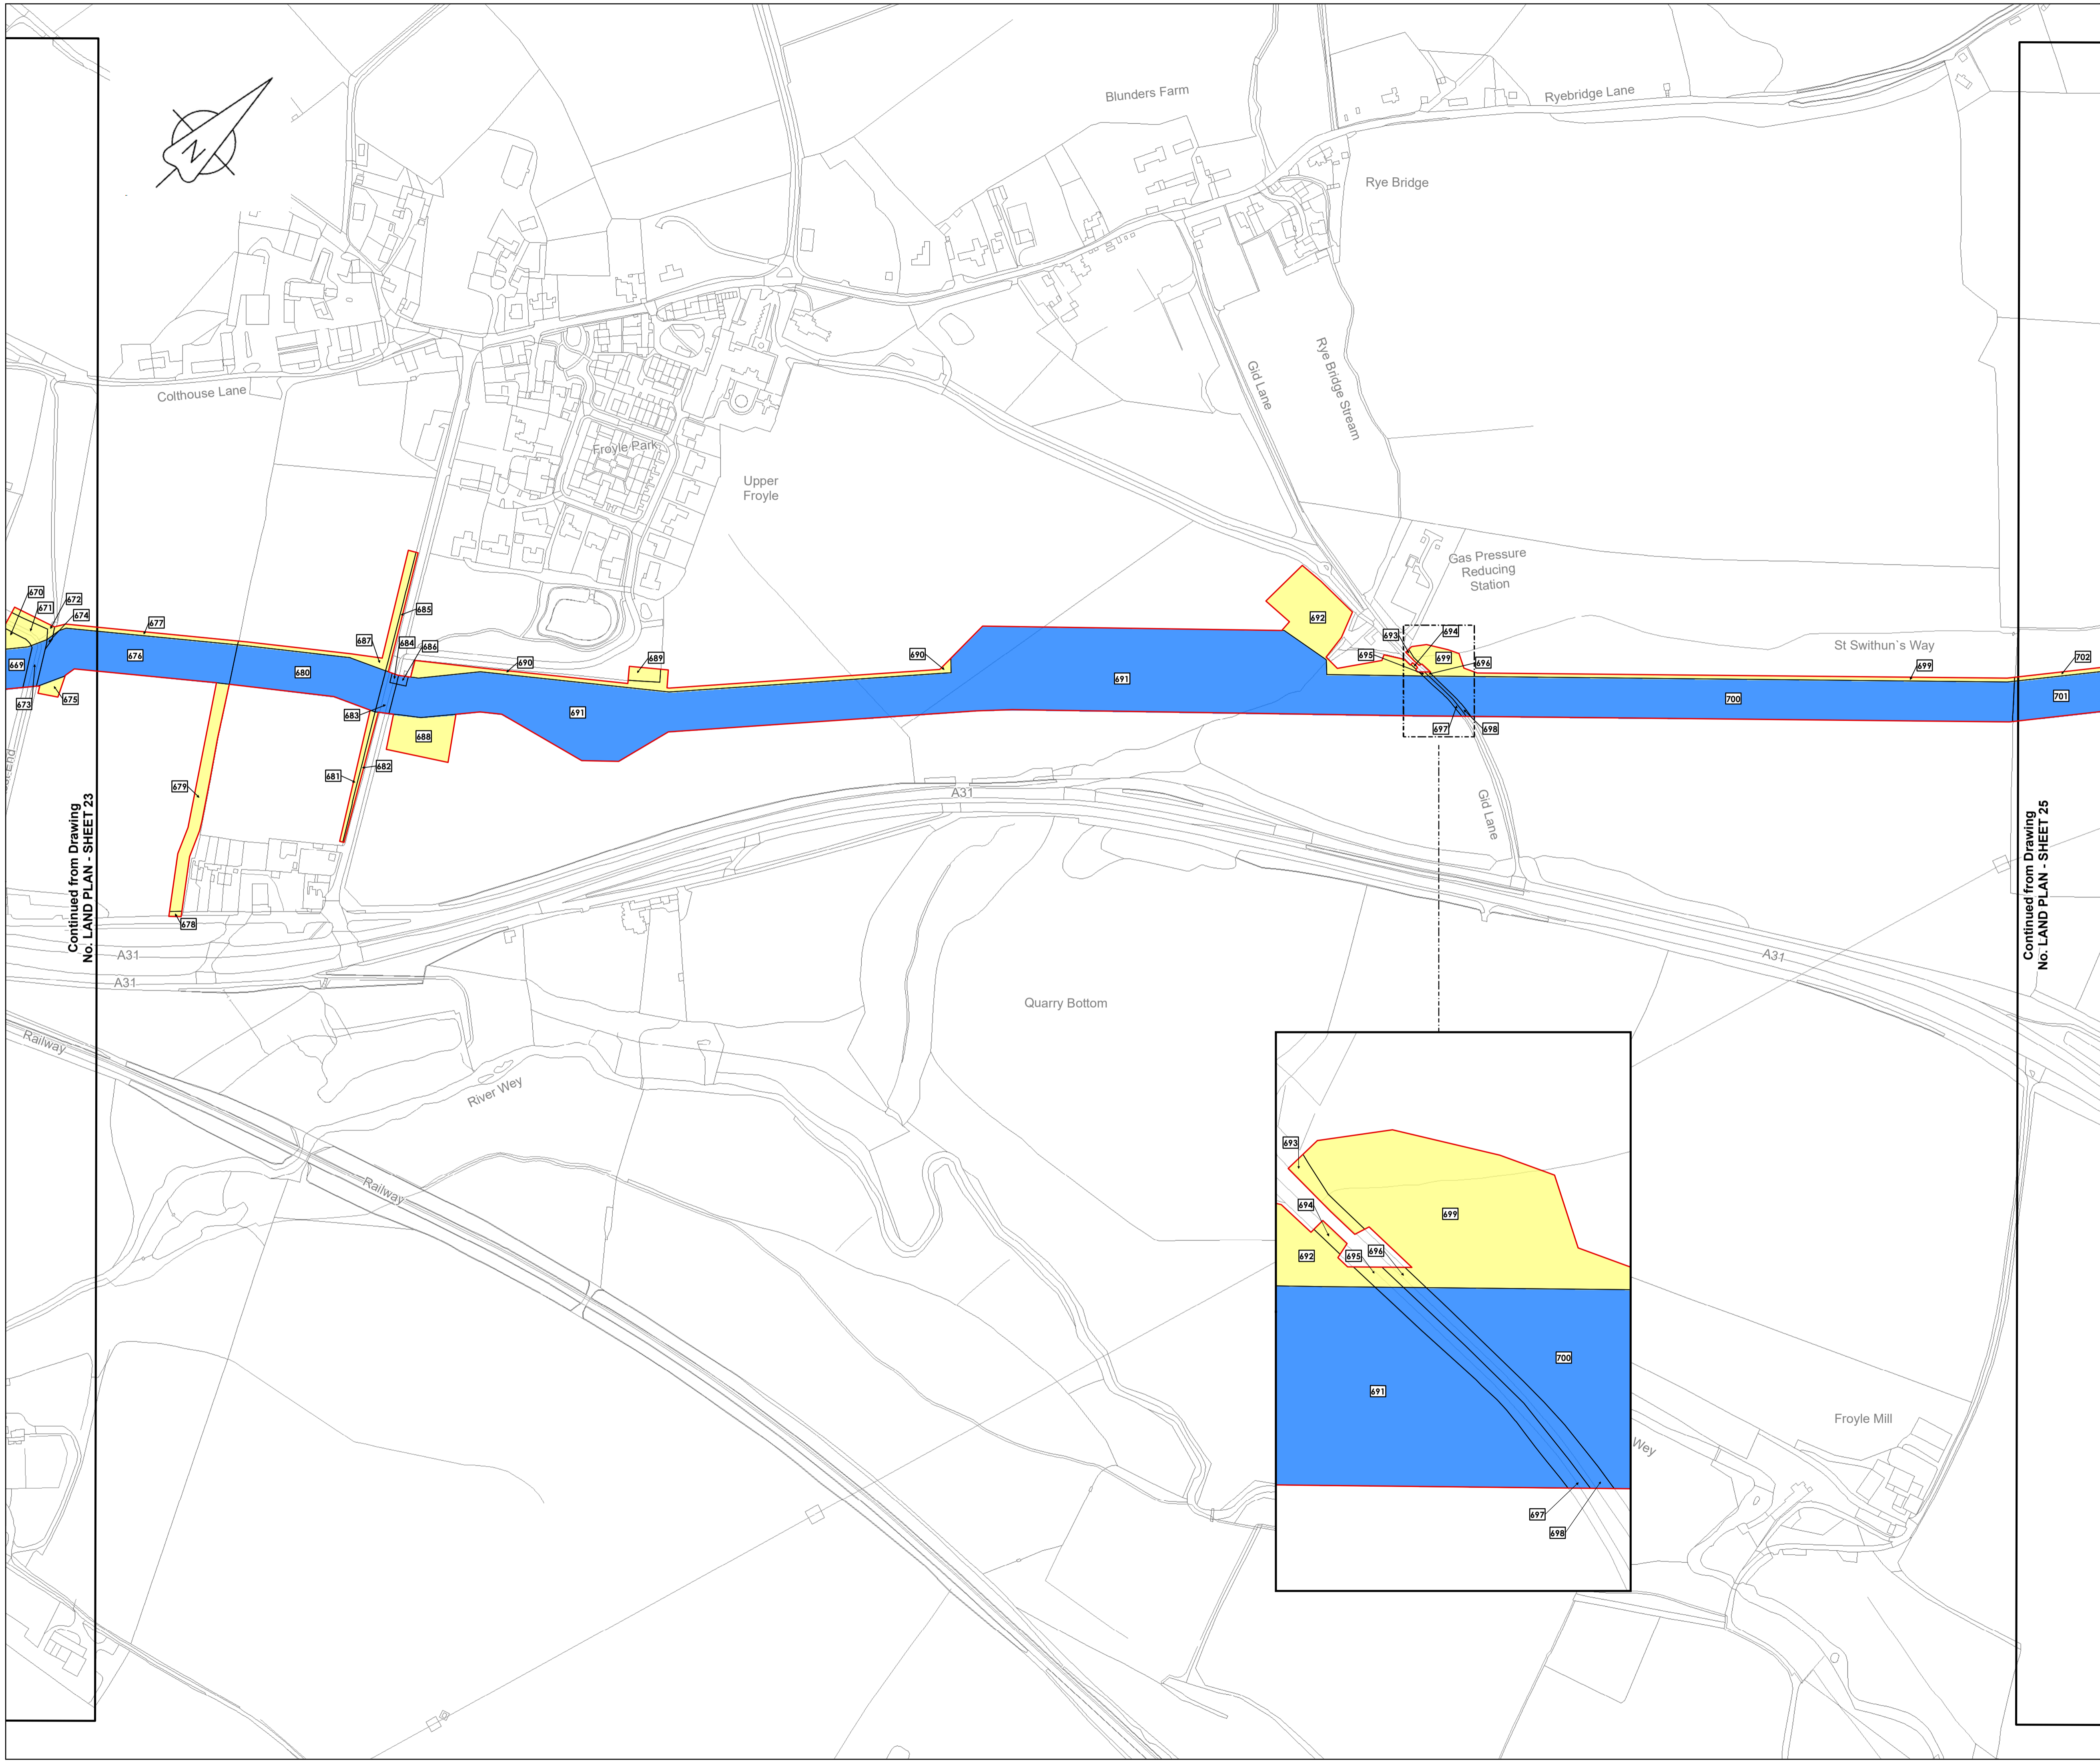 Blunders Farm
Ryebridge Lane
N
Rye Bridge
Colthouse Lane
Gid Lane
Rye Bridge Stream
Froyle Park
Upper
Froyle
Gas Pressure
Reducing
Station
St Swithun`s Way
670
671
672
674
677
669
676
673
675
680
687
685
684
686
683
690
689
688
691
681
682
679
678
690
691
692
693
694
695
699
696
697
698
700
699
702
701
Continued from Drawing
No. LAND PLAN - SHEET 23
Continued from Drawing
No. LAND PLAN - SHEET 25
A31
A31
A31
A31
Gid Lane
Quarry Bottom
Railway
River Wey
Railway
693
694
699
692
695
696
700
691
697
698
Wey
Froyle Mill